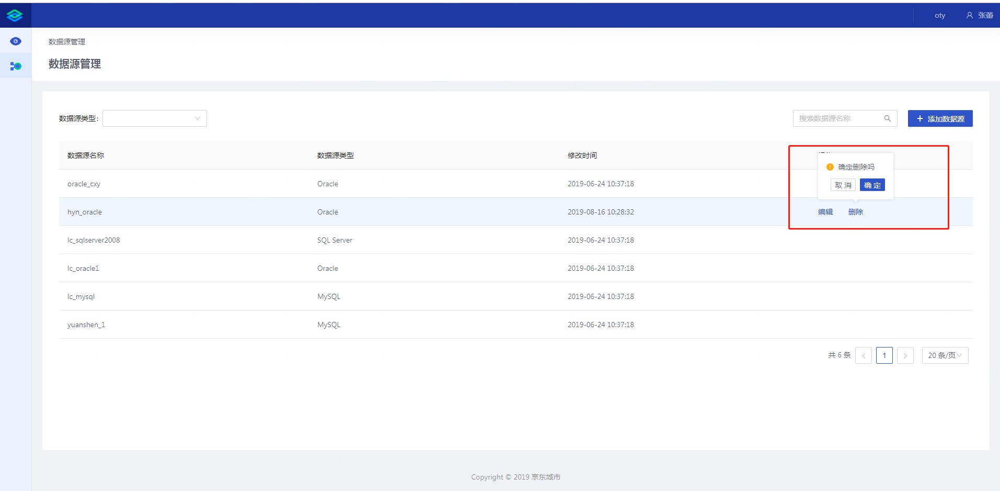 oty 张蕾
数据源管理
数据源管理
数据源类型:
搜索数据源名称
添加数据源
数据源名称 数据源类型 修改时间
确定删除吗
取 消 确 定
oracle_cxy Oracle 2019-06-24 10:37:18
hyn_oracle Oracle 2019-08-16 10:28:32 编辑 删除
lc_sqlserver2008 SQL Server 2019-06-24 10:37:18
lc_oracle1 Oracle 2019-06-24 10:37:18
lc_mysql MySQL 2019-06-24 10:37:18
yuanshen_1 MySQL 2019-06-24 10:37:18
共 6 条 < 1 > 20 条/页
Copyright © 2019 京东城市